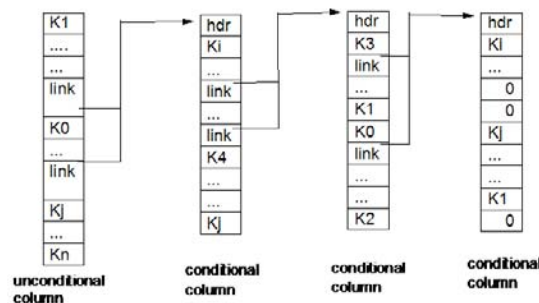 K1
....
...
link
K0
...
link
Kj
...
Kn
unconditional
column
hdr
Ki
...
link
...
link
K4
...
...
Kj
conditional
column
hdr
K3
link
...
K1
K0
link
...
...
K2
conditional
column
hdr
Kl
...
0
0
Kj
...
...
K1
0
conditional
column